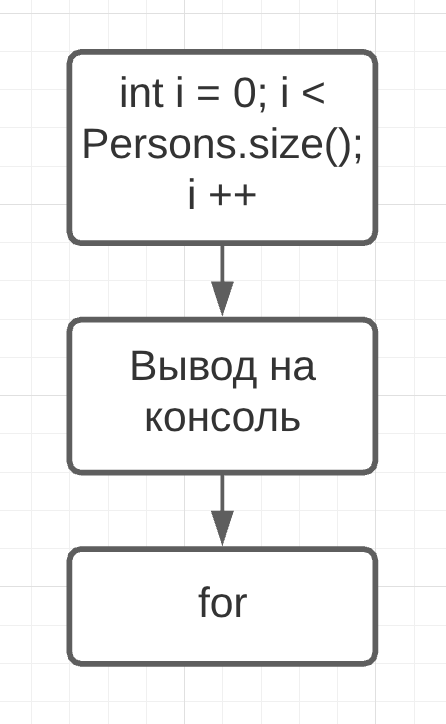 int i = 0; i <
Persons.size();
i ++
Вывод на
консоль
for